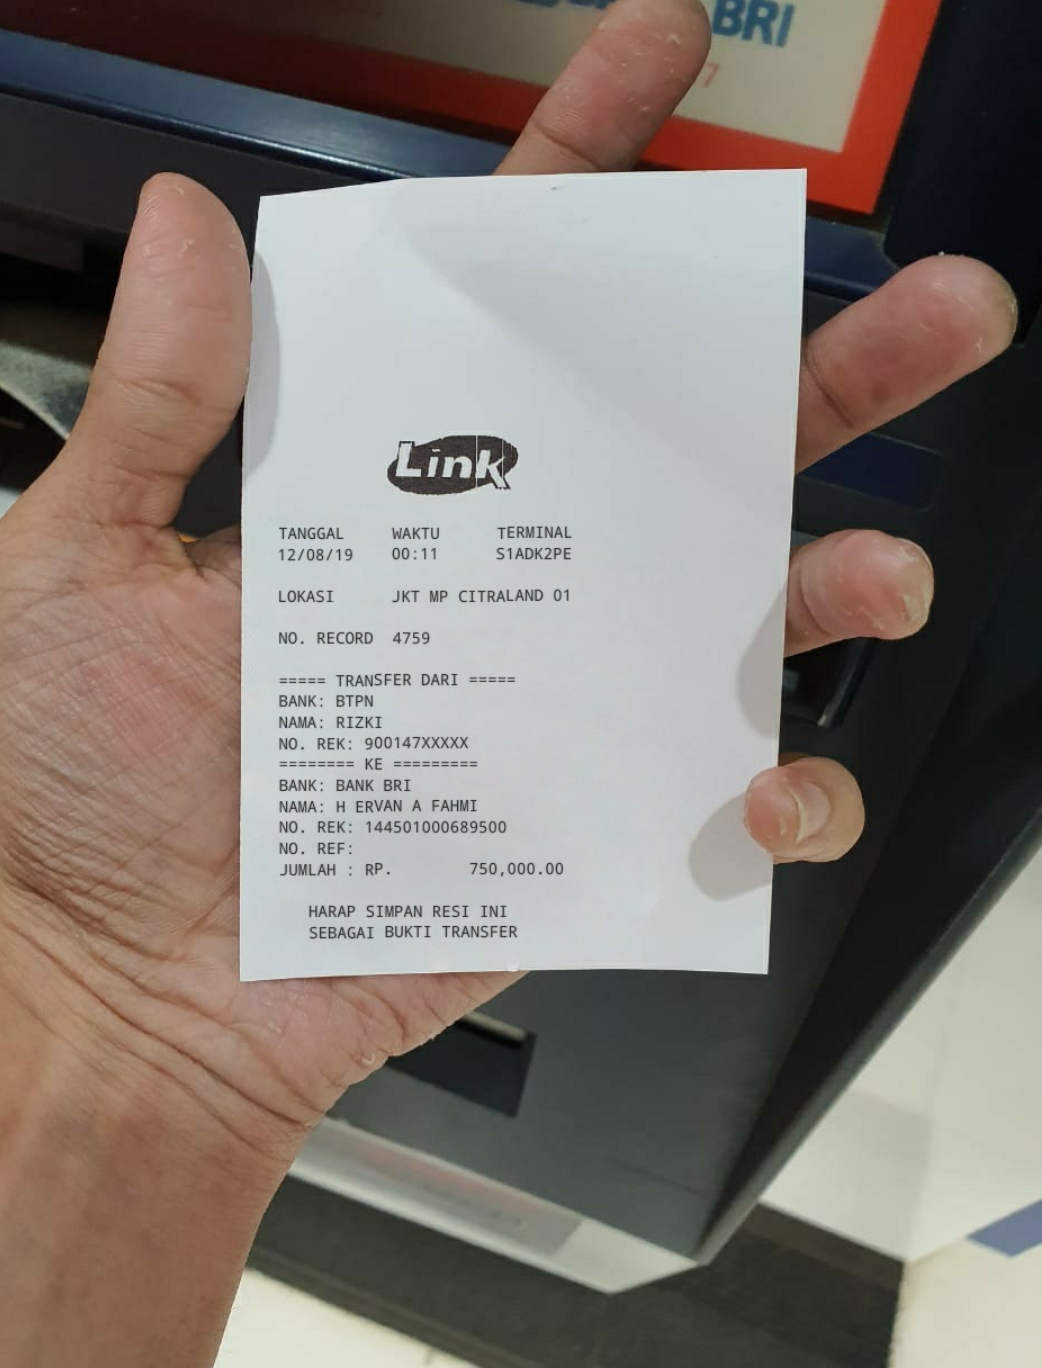 BRI
7
Link
TANGGAL WAKTU TERMINAL
12/08/19 00:11 S1ADK2PE
LOKASI JKT MP CITRALAND 01
NO. RECORD 4759
===== TRANSFER DARI =====
BANK: BTPN
NAMA: RIZKI
NO. REK: 900147XXXXX
======== KE =========
BANK: BANK BRI
NAMA: H ERVAN A FAHMI
NO. REK: 144501000689500
NO. REF:
JUMLAH : RP. 750,000.00
HARAP SIMPAN RESI INI
SEBAGAI BUKTI TRANSFER